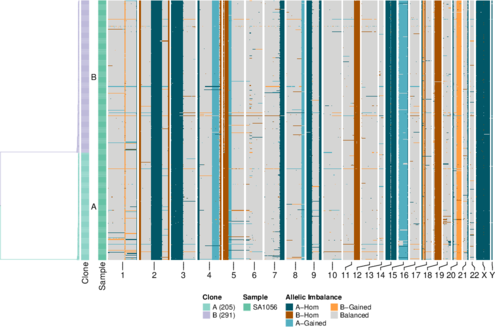 B
A
Clone
Sample
1 2 3 4 5 6 7 8 9 10 11 12 13 14 15 16 17 18 19 20 21 22 X Y
Clone Sample Allelic Imbalance
A (205) SA1056 A-Hom B-Gained
B (291) B-Hom Balanced
A-Gained